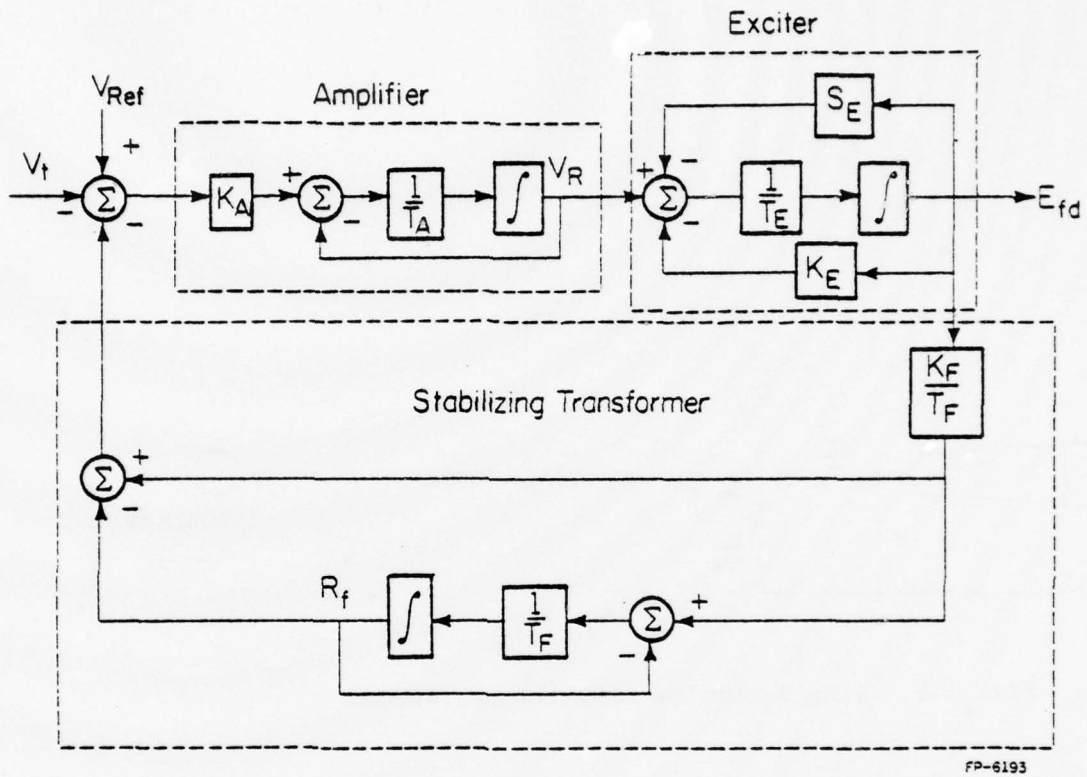 Exciter
V_Ref
Amplifier
S_E
+
-
V_t
-
Σ
-
K_A
+
Σ
-
1/T_A
∫
V_R
+
Σ
-
1/T_E
∫
E_fd
K_E
K_F/T_F
Stabilizing Transformer
Σ
+
-
R_f
∫
1/T_F
Σ
+
-
FP-6193